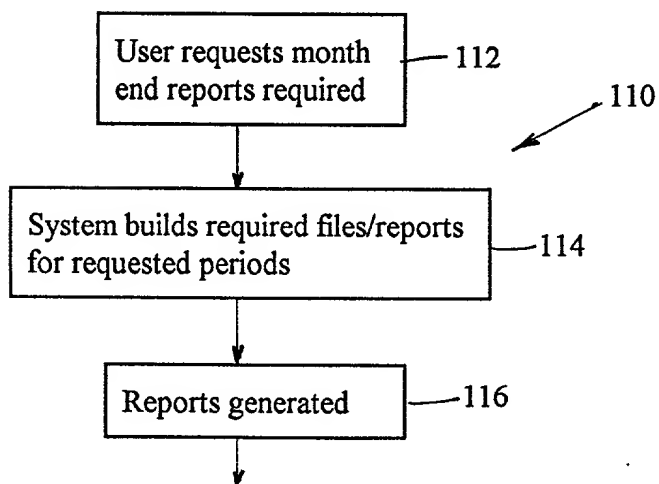 User requests month
end reports required
112
110
System builds required files/reports
for requested periods
114
Reports generated
116